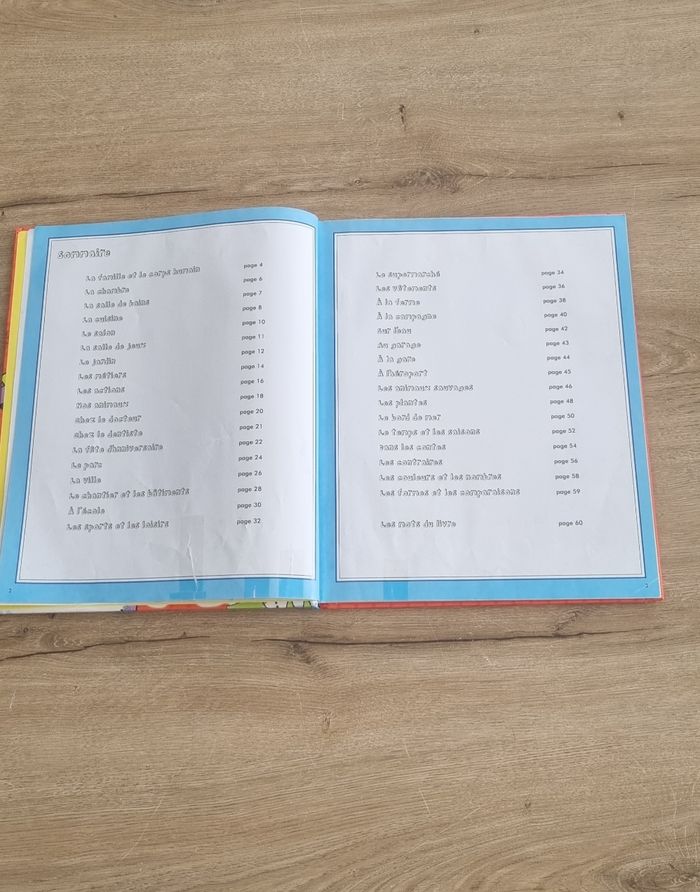 Sommaire
La famille et le corps humain page 4
La chambre page 6
La salle de bains page 7
La cuisine page 8
Le salon page 10
La salle de jeux page 11
Le jardin page 12
Les métiers page 14
Les actions page 16
Nos animaux page 18
Chez le docteur page 20
Chez le dentiste page 21
La fête d'anniversaire page 22
Le parc page 24
La ville page 26
Le chantier et les bâtiments page 28
À l'école page 30
Les sports et les loisirs page 32
2
Le supermarché page 34
Les vêtements page 36
À la ferme page 38
À la campagne page 40
Sur l'eau page 42
Au garage page 43
À la gare page 44
À l'aéroport page 45
Les animaux sauvages page 46
Les plantes page 48
Le bord de mer page 50
Le temps et les saisons page 52
Dans les contes page 54
Les contraires page 56
Les couleurs et les nombres page 58
Les formes et les comparaisons page 59
Les mots du livre page 60
3